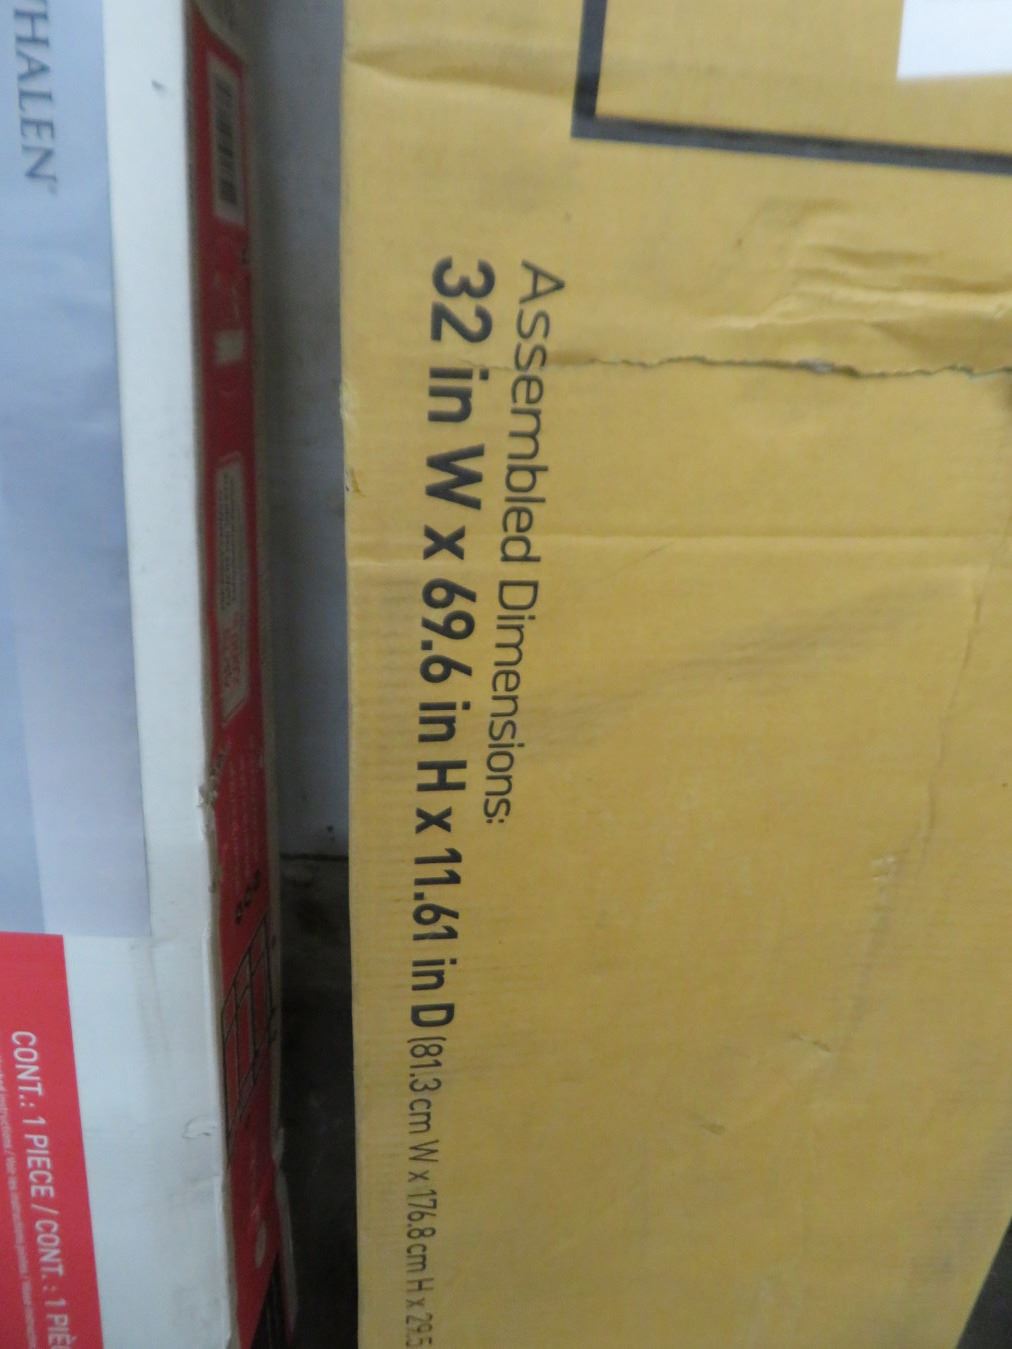 HALEN
Assembled Dimensions:
32 in W x 69.6 in H x 11.61 in D (81.3 cm W x 176.8 cm H x 29.5
CONT.: 1 PIECE / CONT. : 1 PIÈ